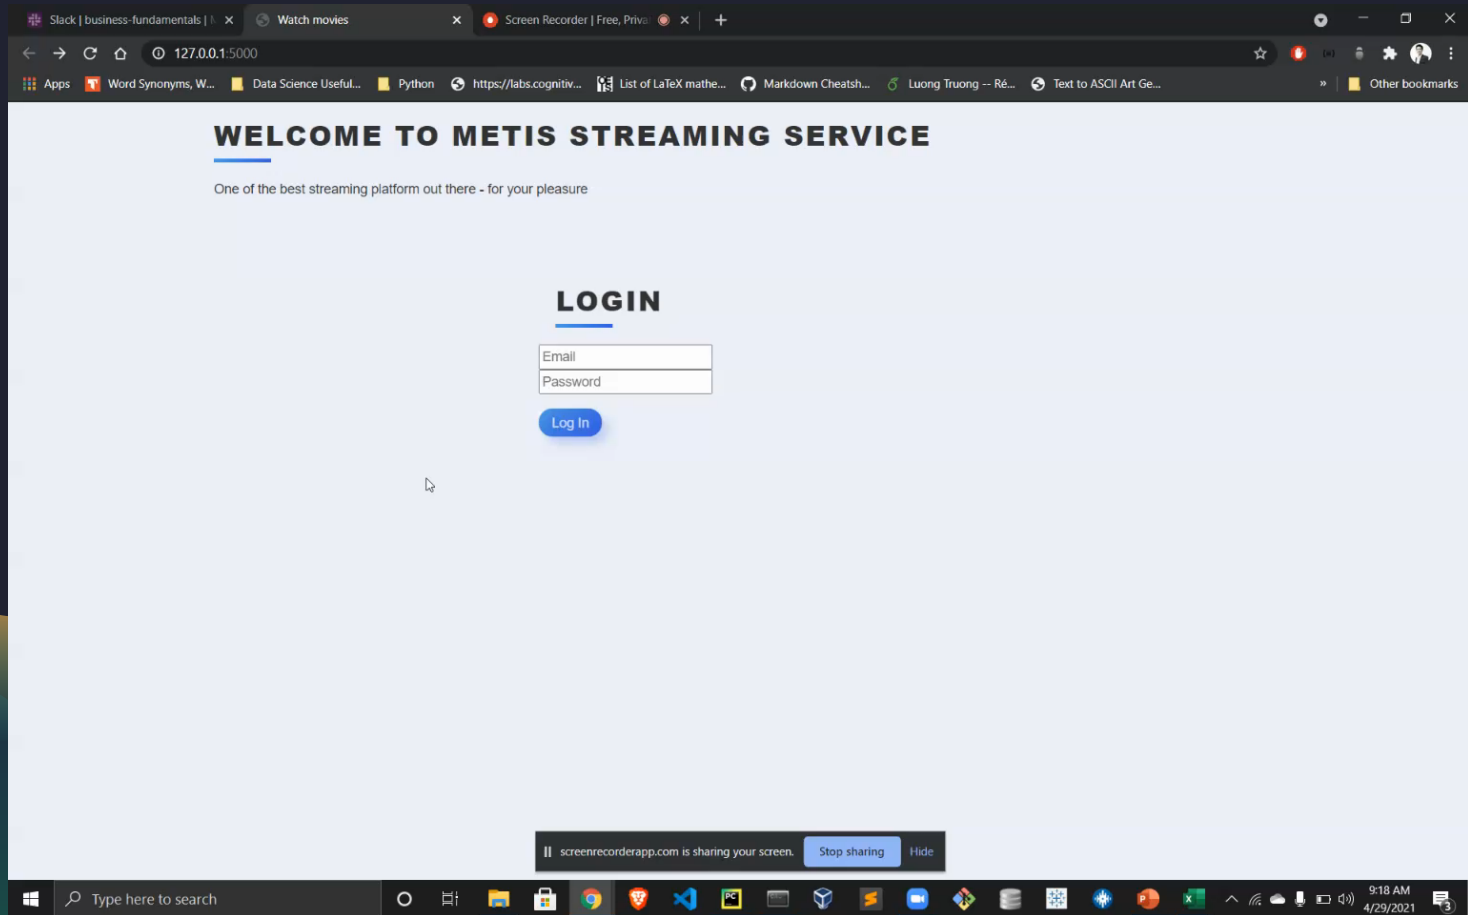 Slack | business-fundamentals |
Watch movies
Screen Recorder | Free, Priva
127.0.0.1:5000
Apps
Word Synonyms, W...
Data Science Useful...
Python
https://labs.cognitiv...
List of LaTeX mathe...
Markdown Cheatsh...
Luong Truong -- Ré...
Text to ASCII Art Ge...
»
Other bookmarks
WELCOME TO METIS STREAMING SERVICE
One of the best streaming platform out there - for your pleasure
LOGIN
Email
Password
Log In
screenrecorderapp.com is sharing your screen.
Stop sharing
Hide
Type here to search
9:18 AM
4/29/2021
3